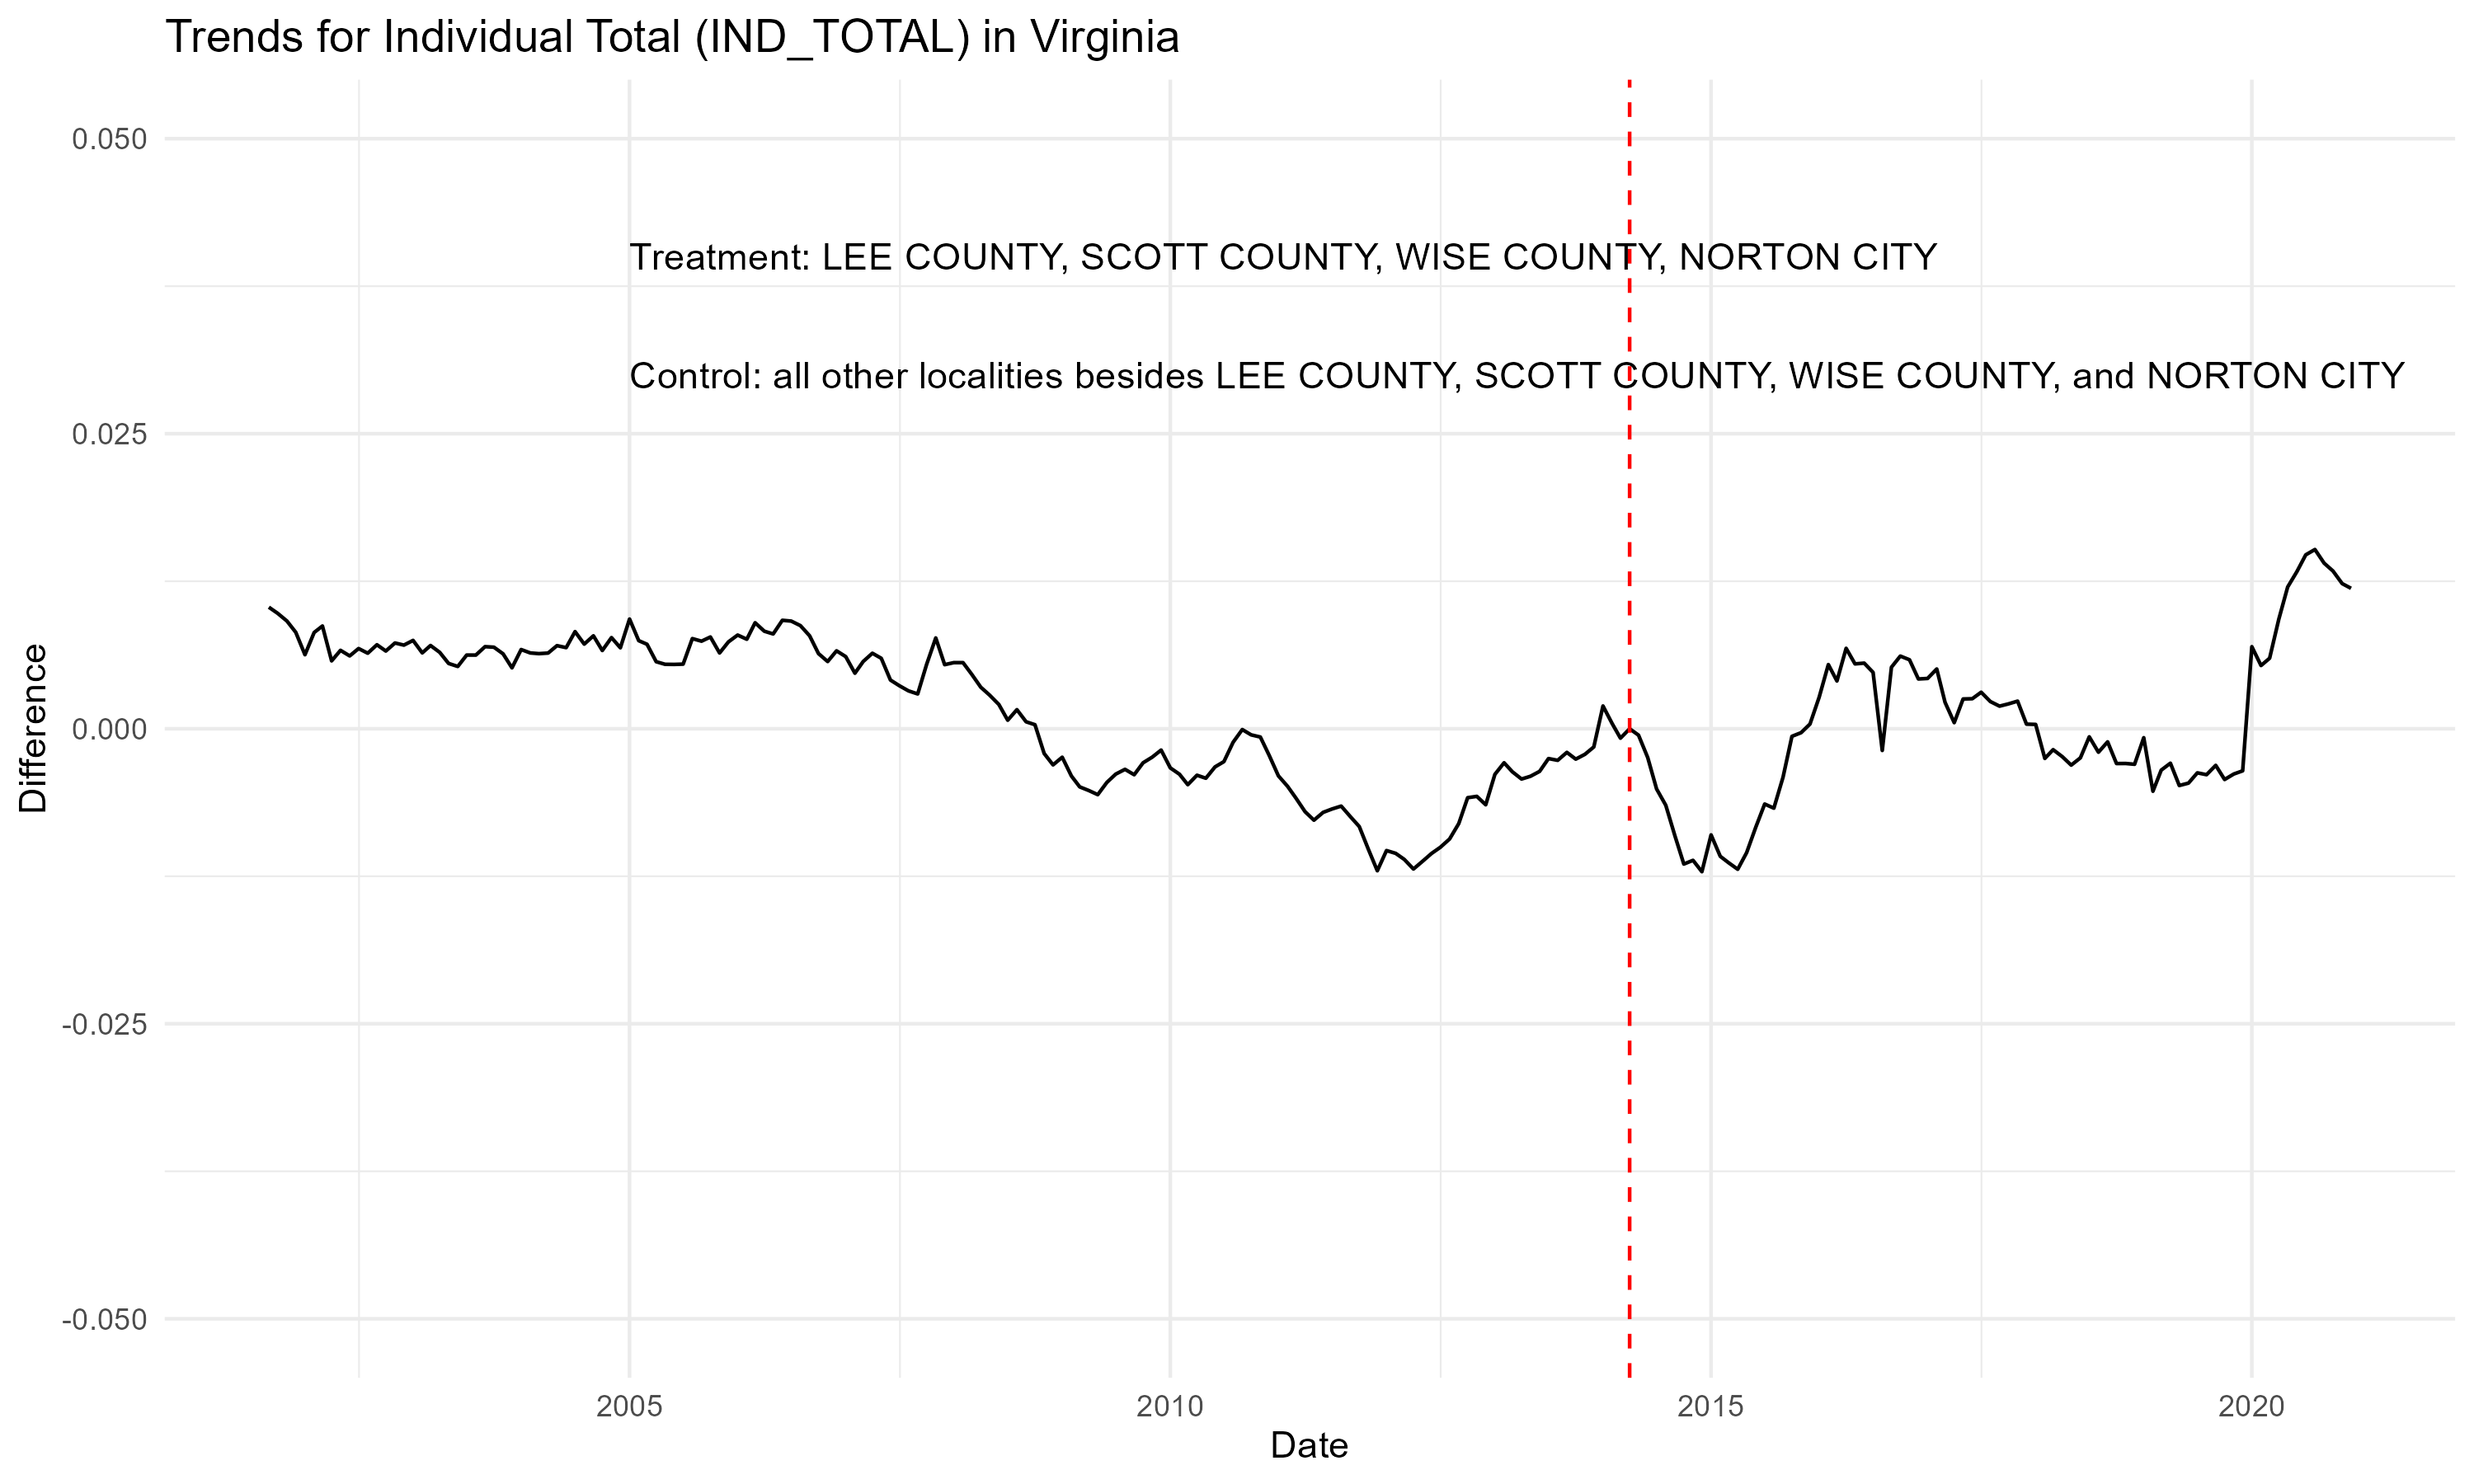 Trends for Individual Total (IND_TOTAL) in Virginia
0.050
Treatment: LEE COUNTY, SCOTT COUNTY, WISE COUNTY, NORTON CITY
Control: all other localities besides LEE COUNTY, SCOTT COUNTY, WISE COUNTY, and NORTON CITY
0.025
0.000
Difference
-0.025
-0.050
2005 2010 2015 2020
Date